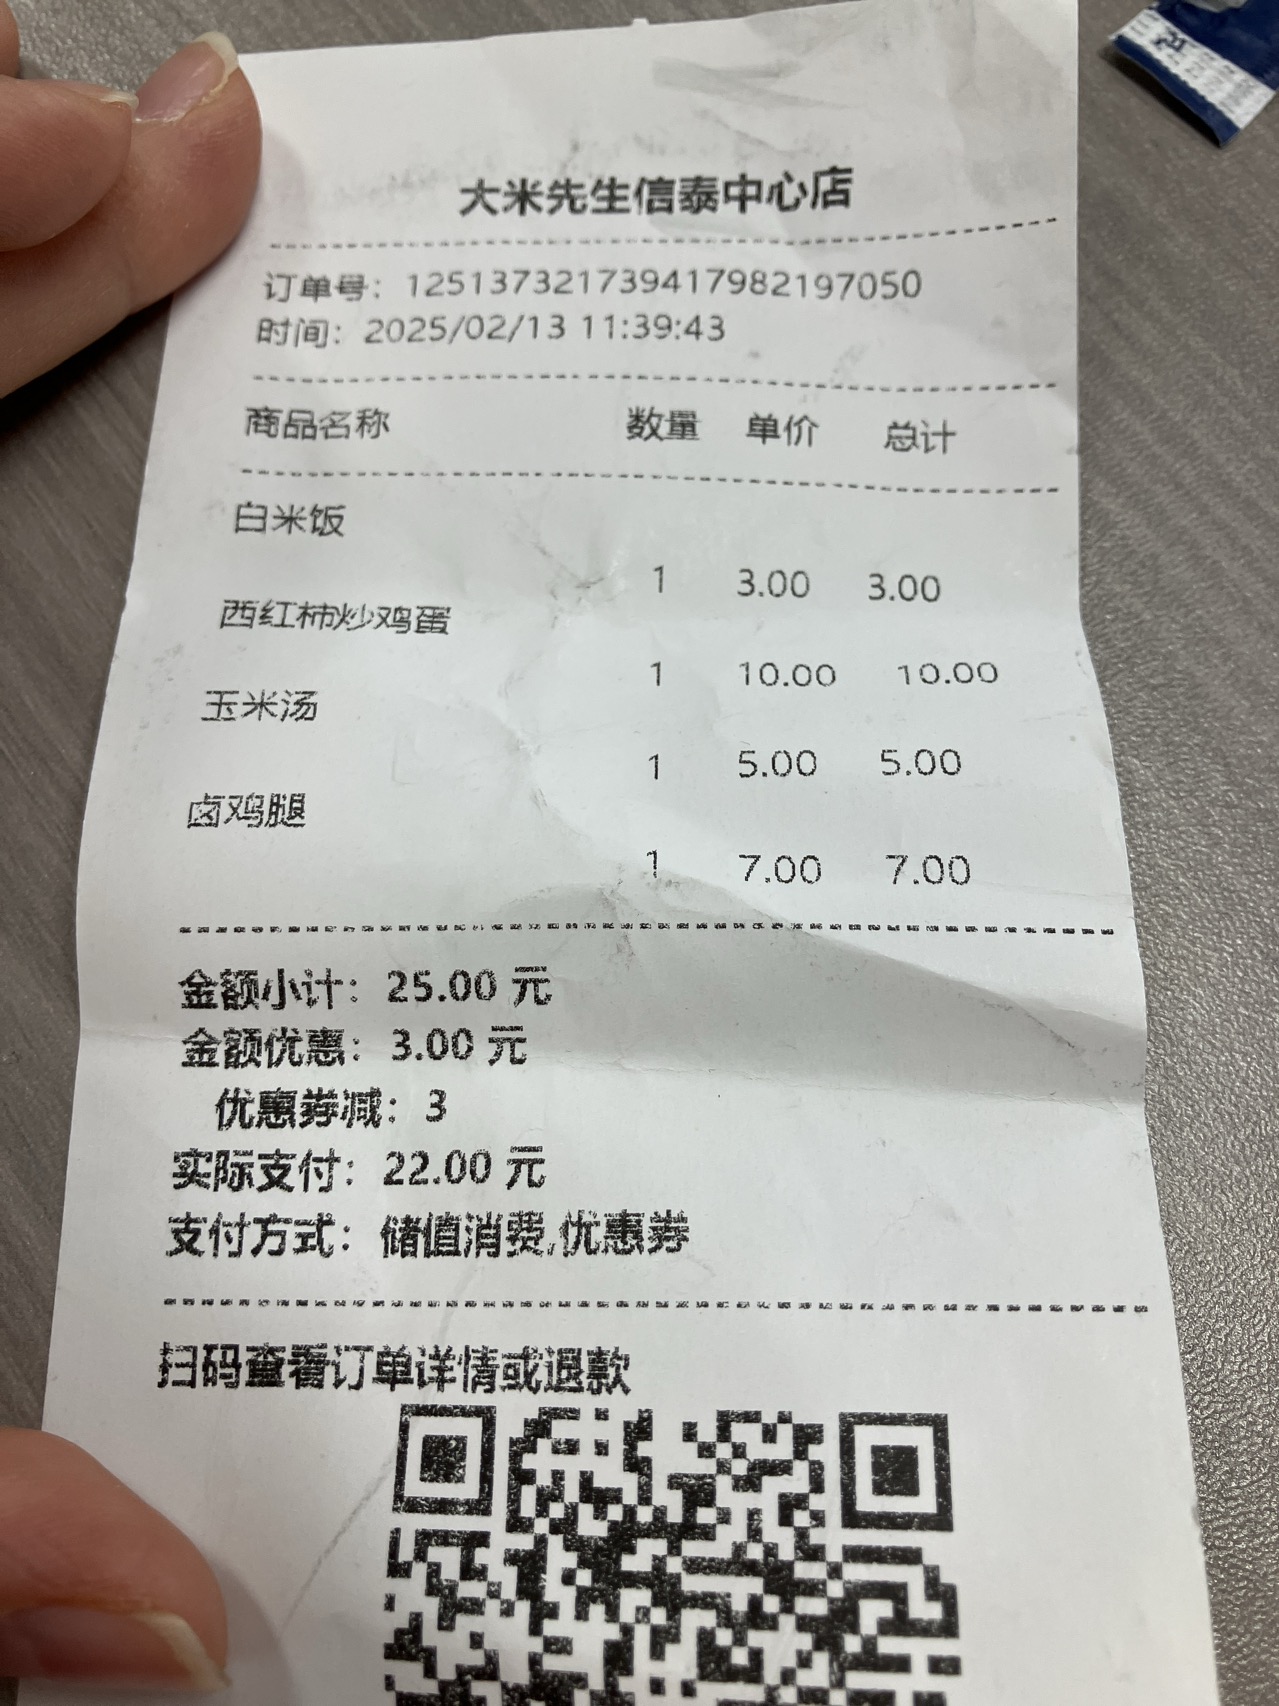 大米先生信泰中心店
订单号：12513732173941798219​7050
时间：2025/02/13 11:39:43
商品名称 数量 单价 总计
白米饭
1 3.00 3.00
西红柿炒鸡蛋
1 10.00 10.00
玉米汤
1 5.00 5.00
卤鸡腿
1 7.00 7.00
金额小计：25.00 元
金额优惠：3.00 元
优惠券减：3
实际支付：22.00 元
支付方式：储值消费,优惠券
扫码查看订单详情或退款